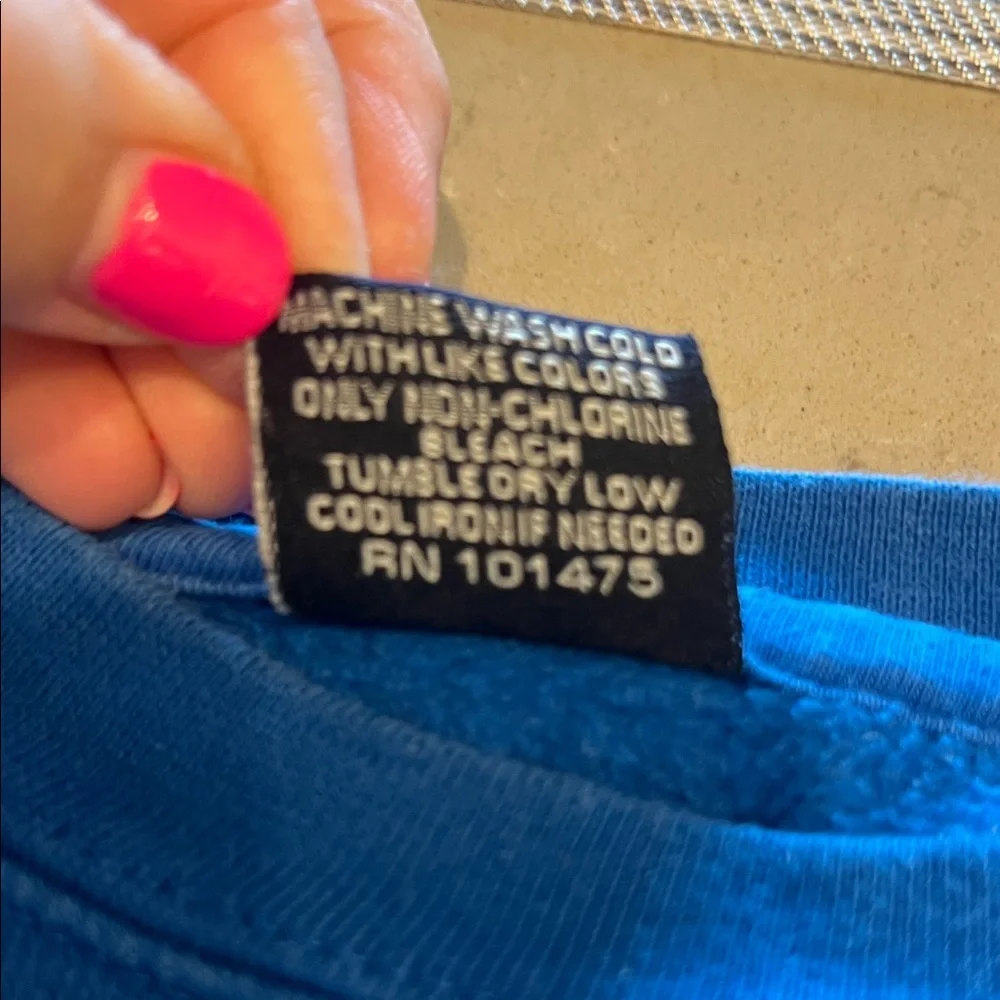 MACHINE WASH COLD
WITH LIKE COLORS
ONLY NON-CHLORINE
BLEACH
TUMBLE DRY LOW
COOL IRON IF NEEDED
RN 101475